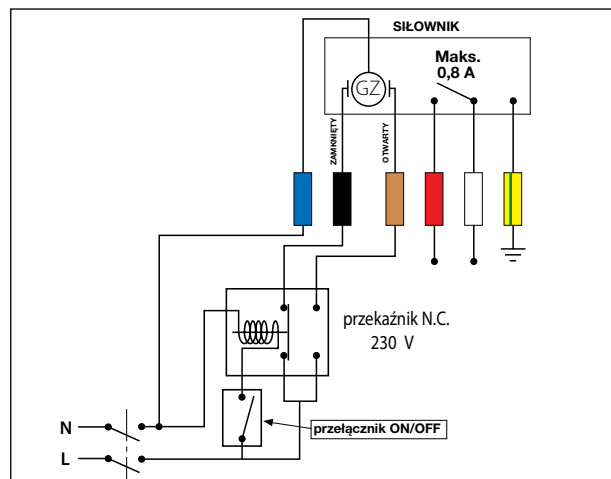 SIŁOWNIK
Maks.
0,8 A
GZ
ZAMKNIĘTY
OTWARTY
przekaźnik N.C.
230 V
przełącznik ON/OFF
N
L